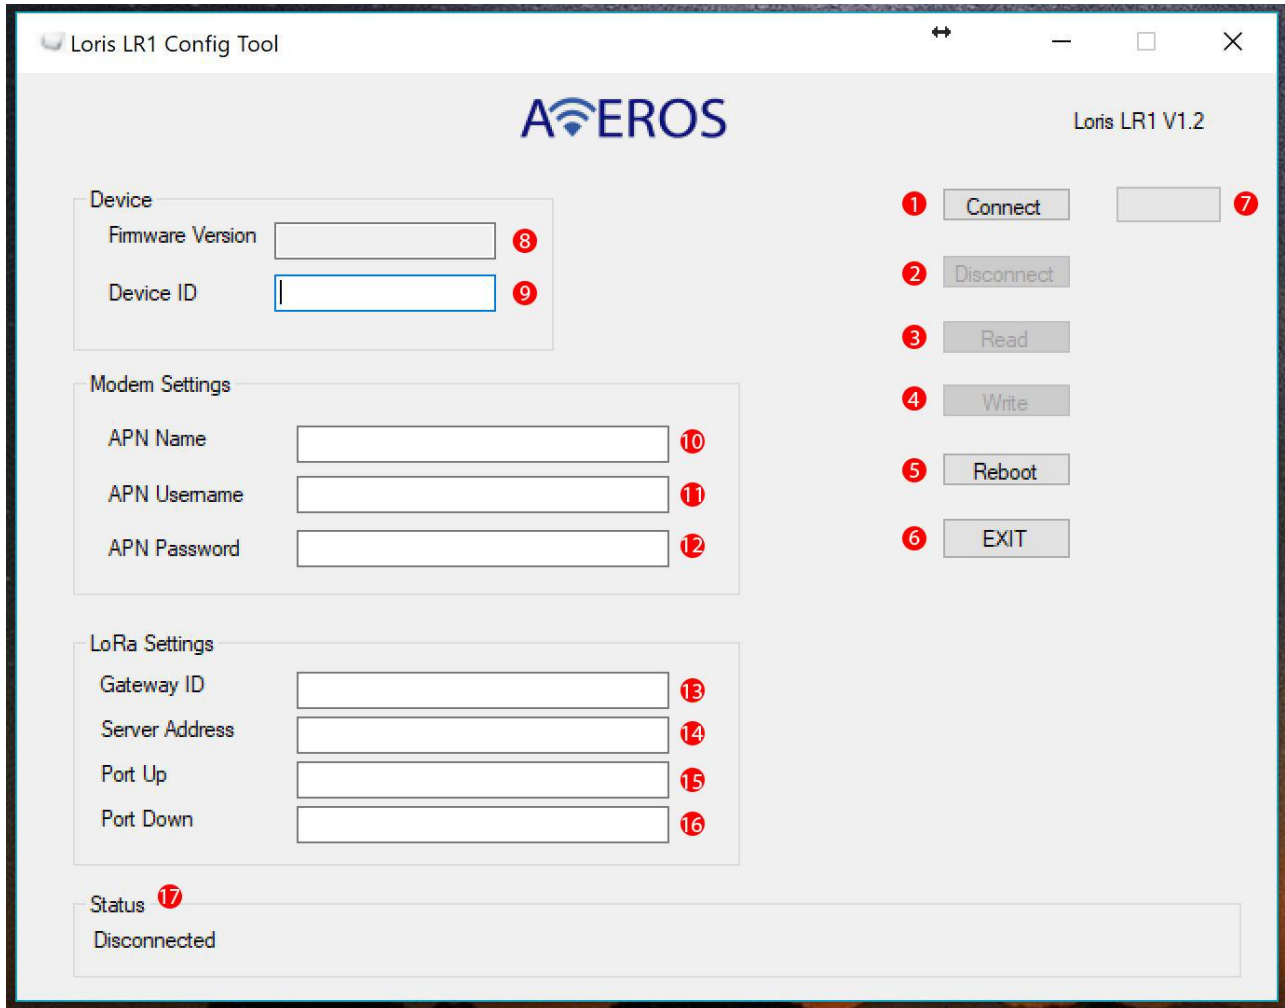 Loris LR1 Config Tool
AVEROS
Loris LR1 V1.2
Device
Firmware Version 8
Device ID 9
1 Connect 7
2 Disconnect
3 Read
4 Write
5 Reboot
6 EXIT
Modem Settings
APN Name 10
APN Username 11
APN Password 12
LoRa Settings
Gateway ID 13
Server Address 14
Port Up 15
Port Down 16
Status 17
Disconnected